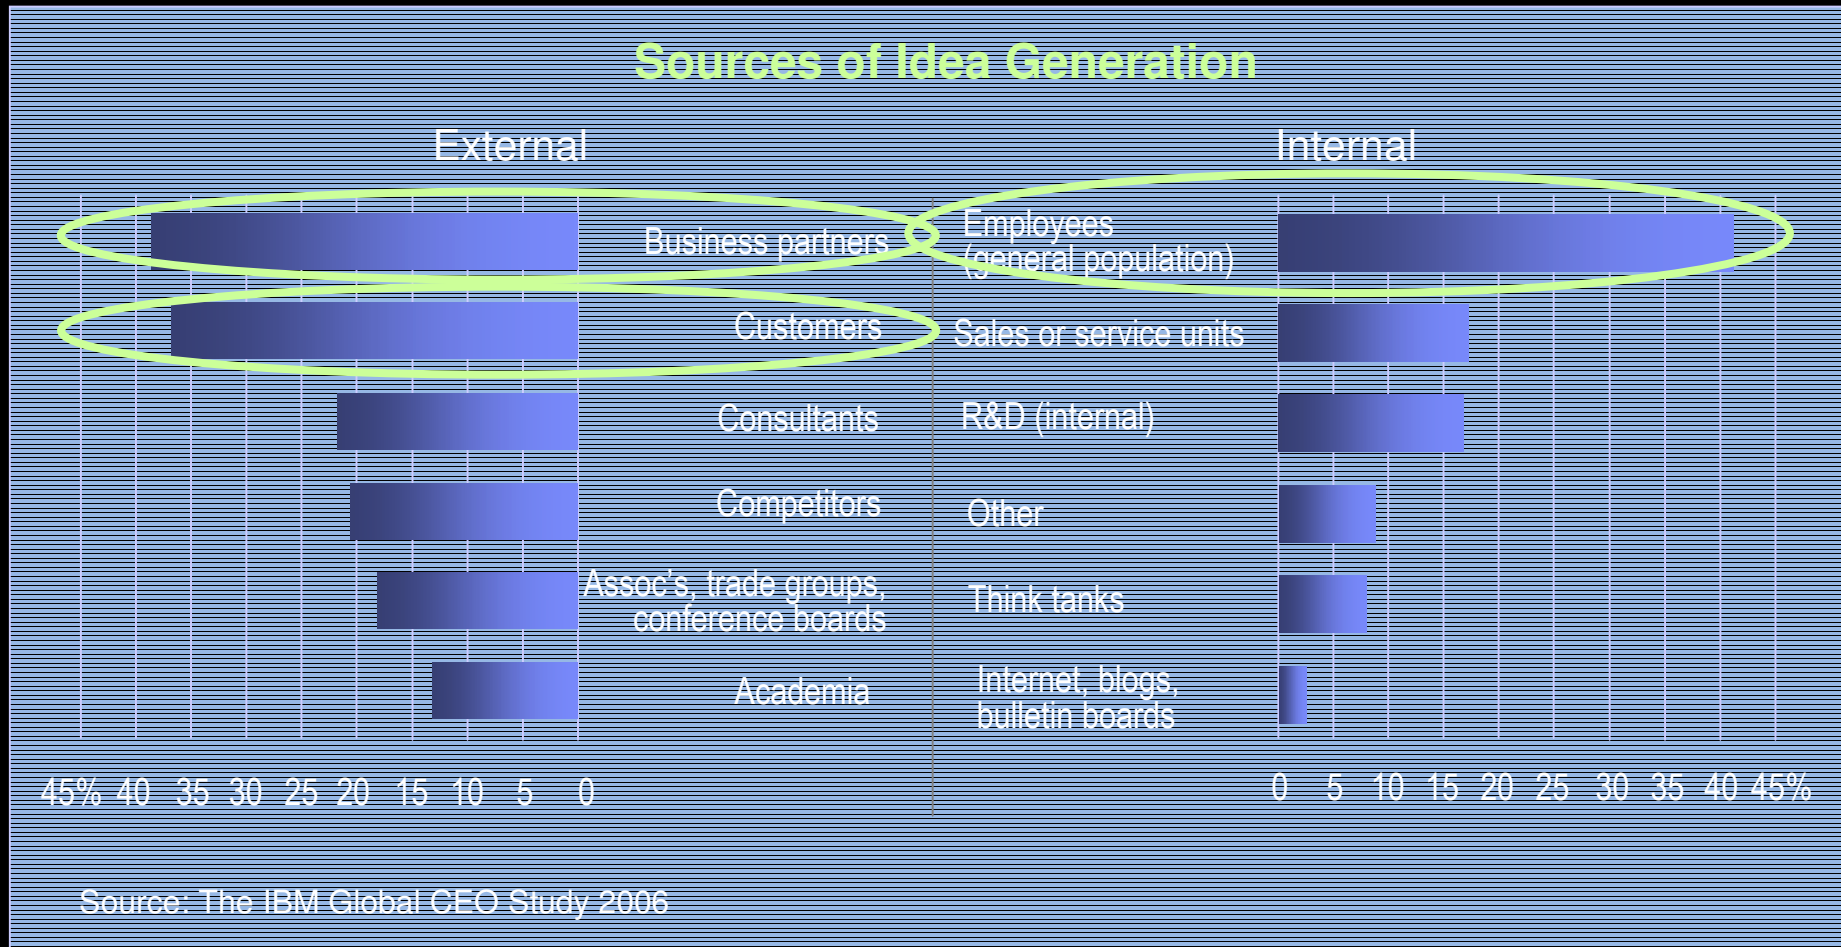 Sources of Idea Generation
External
Business partners
Customers
Consultants
Competitors
Assoc's, trade groups,
conference boards
Academia
45% 40 35 30 25 20 15 10 5 0
Internal
Employees
(general population)
Sales or service units
R&D (internal)
Other
Think tanks
Internet, blogs,
bulletin boards
0 5 10 15 20 25 30 35 40 45%
Source: The IBM Global CEO Study 2006